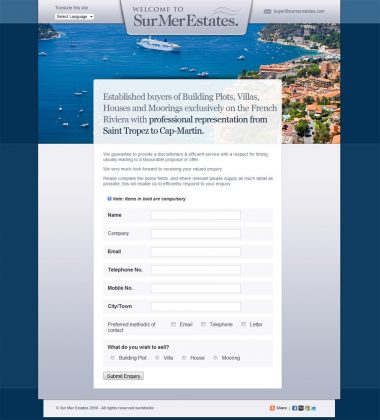 Translate this site
Select Language
WELCOME TO
Sur Mer Estates.
buyer@surmerestates.com
Established buyers of Building Plots, Villas,
Houses and Moorings exclusively on the French
Riviera with professional representation from
Saint Tropez to Cap-Martin.
We guarantee to provide a discretionary & efficient service with a respect for timing
usually leading to a favourable proposal or offer.
We very much look forward to receiving your valued enquiry.
Please complete the below fields, and where relevant please supply as much detail as
possible, this will enable us to efficiently respond to your enquiry.
Note: Items in bold are compulsory
Name
Company
Email
Telephone No.
Mobile No.
City/Town
Preferred method/s of contact Email Telephone Letter
What do you wish to sell?
Building Plot Villa House Mooring
Submit Enquiry
© Sur Mer Estates 2010 - All rights reserved worldwide
Share